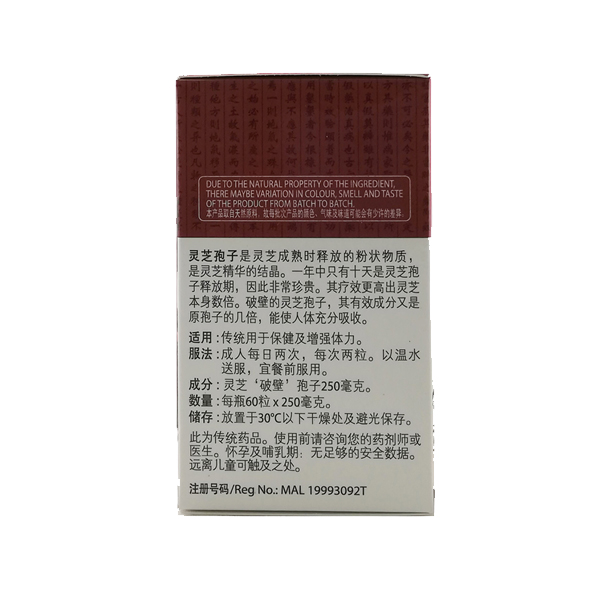 DUE TO THE NATURAL PROPERTY OF THE INGREDIENT,
THERE MAYBE VARIATION IN COLOUR, SMELL AND TASTE
OF THE PRODUCT FROM BATCH TO BATCH.
本产品取自天然原料，故每批次产品的颜色、气味及味道可能会有少许的差异.
灵芝孢子是灵芝成熟时释放的粉状物质，
是灵芝精华的结晶。一年中只有十天是灵芝孢
子释放期，因此非常珍贵。其疗效更高出灵芝
本身数倍。破壁的灵芝孢子，其有效成分又是
原孢子的几倍，能使人体充分吸收。
适用：传统用于保健及增强体力。
服法：成人每日两次，每次两粒。以温水
送服，宜餐前服用。
成分：灵芝‘破壁’孢子250毫克。
数量：每瓶60粒 x 250毫克。
储存：放置于30°C以下干燥处及避光保存。
此为传统药品。使用前请咨询您的药剂师或
医生。怀孕及哺乳期：无足够的安全数据。
远离儿童可触及之处。
注册号码/Reg No.: MAL 19993092T